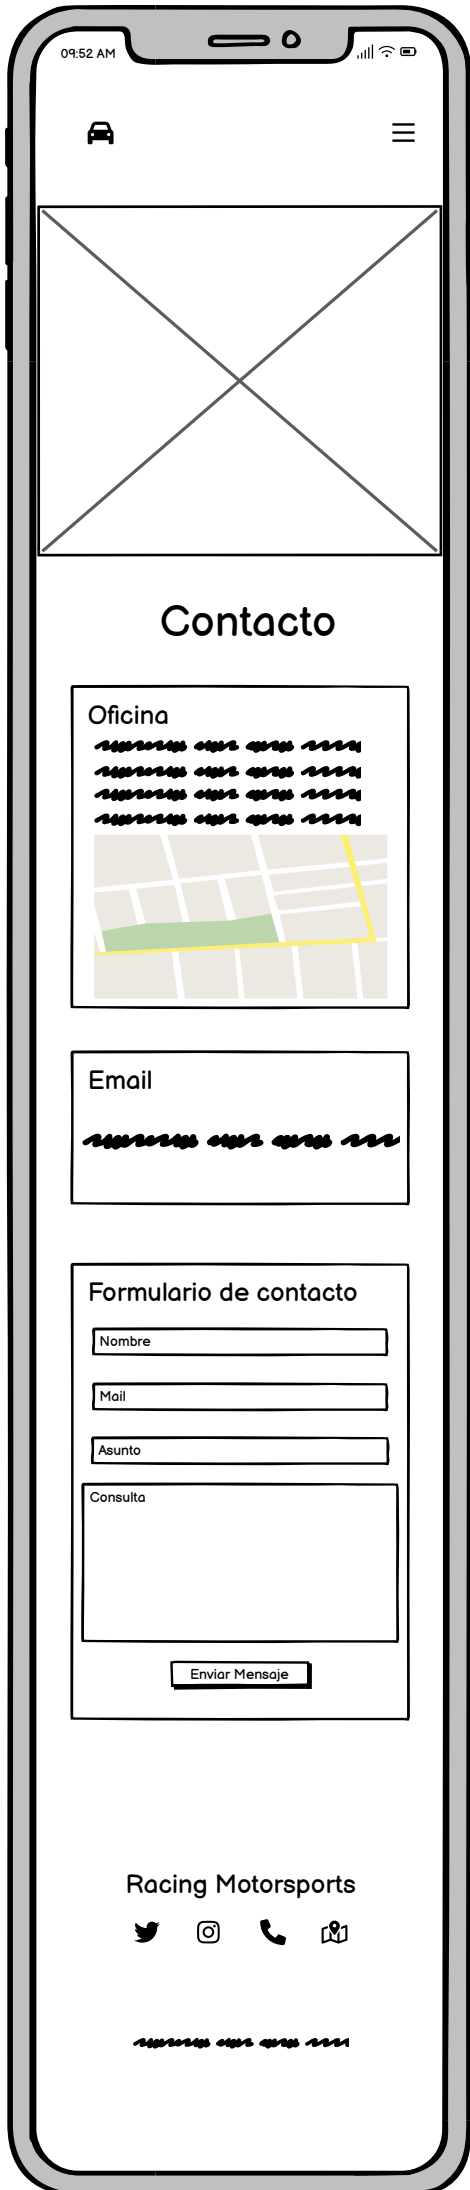 09:52 AM
Contacto
Oficina
Email
Formulario de contacto
Nombre
Mail
Asunto
Consulta
Enviar Mensaje
Racing Motorsports